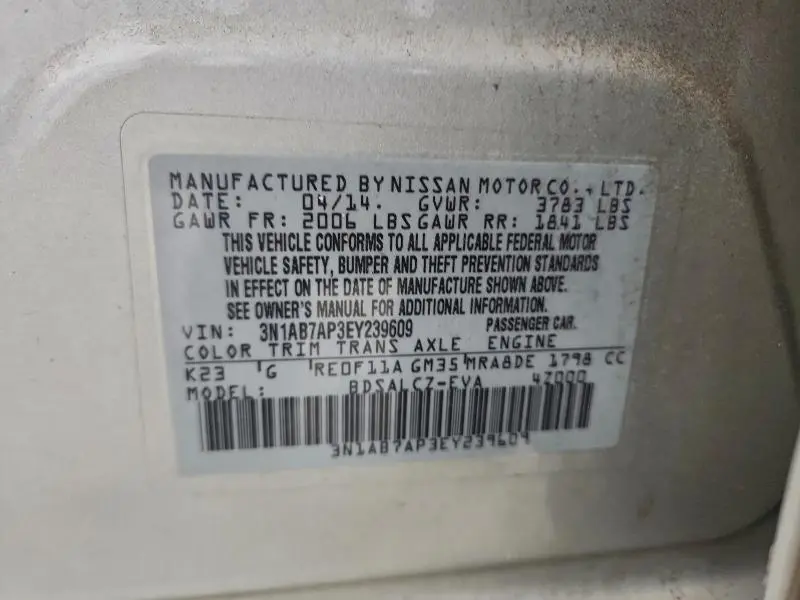 MANUFACTURED BY NISSAN MOTOR CO., LTD.
DATE: 04/14. GVWR: 3783 LBS
GAWR FR: 2006 LBS GAWR RR: 1841 LBS
THIS VEHICLE CONFORMS TO ALL APPLICABLE FEDERAL MOTOR
VEHICLE SAFETY, BUMPER AND THEFT PREVENTION STANDARDS
IN EFFECT ON THE DATE OF MANUFACTURE SHOWN ABOVE.
SEE OWNER'S MANUAL FOR ADDITIONAL INFORMATION.
VIN: 3N1AB7AP3EY239609 PASSENGER CAR.
COLOR TRIM TRANS AXLE ENGINE
K23 G RE0F11A GM35 MRA8DE 1798 CC
MODEL: BDSALCZ-EVA 4Z000
3N1AB7AP3EY239609